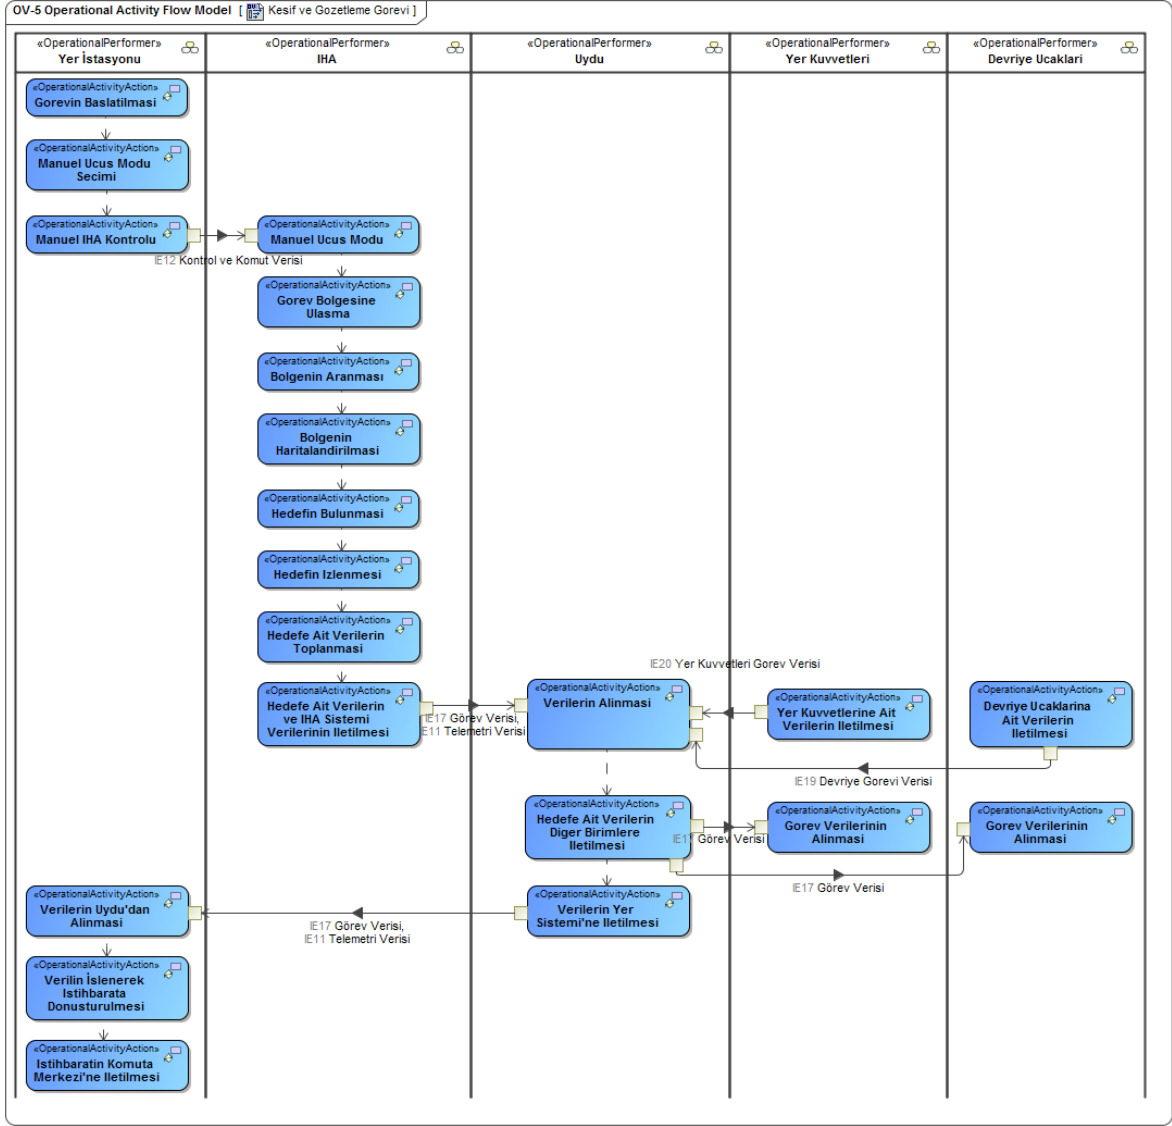 OV-5 Operational Activity Flow Model [ Kesif ve Gozetleme Gorevi ]
«OperationalPerformer»
Yer İstasyonu
«OperationalPerformer»
IHA
«OperationalPerformer»
Uydu
«OperationalPerformer»
Yer Kuvvetleri
«OperationalPerformer»
Devriye Ucaklari
«OperationalActivityAction»
Gorevin Baslatilmasi
«OperationalActivityAction»
Manuel Ucus Modu
Secimi
«OperationalActivityAction»
Manuel IHA Kontrolu
IE12 Kontrol ve Komut Verisi
«OperationalActivityAction»
Manuel Ucus Modu
«OperationalActivityAction»
Gorev Bolgesine
Ulasma
«OperationalActivityAction»
Bolgenin Aranması
«OperationalActivityAction»
Bolgenin
Haritalandirilmasi
«OperationalActivityAction»
Hedefin Bulunmasi
«OperationalActivityAction»
Hedefin Izlenmesi
«OperationalActivityAction»
Hedefe Ait Verilerin
Toplanmasi
«OperationalActivityAction»
Hedefe Ait Verilerin
ve IHA Sistemi
Verilerinin Iletilmesi
IE17 Görev Verisi,
IE11 Telemetri Verisi
IE20 Yer Kuvvetleri Gorev Verisi
«OperationalActivityAction»
Verilerin Alinmasi
«OperationalActivityAction»
Yer Kuvvetlerine Ait
Verilerin Iletilmesi
«OperationalActivityAction»
Devriye Ucaklarina
Ait Verilerin
Iletilmesi
IE19 Devriye Gorevi Verisi
«OperationalActivityAction»
Hedefe Ait Verilerin
Diger Birimlere
Iletilmesi
IE17 Görev Verisi
«OperationalActivityAction»
Gorev Verilerinin
Alinmasi
«OperationalActivityAction»
Gorev Verilerinin
Alinmasi
IE17 Görev Verisi
«OperationalActivityAction»
Verilerin Yer
Sistemi'ne Iletilmesi
IE17 Görev Verisi,
IE11 Telemetri Verisi
«OperationalActivityAction»
Verilerin Uydu'dan
Alinmasi
«OperationalActivityAction»
Verilin İslenerek
Istihbarata
Donusturulmesi
«OperationalActivityAction»
Istihbaratin Komuta
Merkezi'ne Iletilmesi